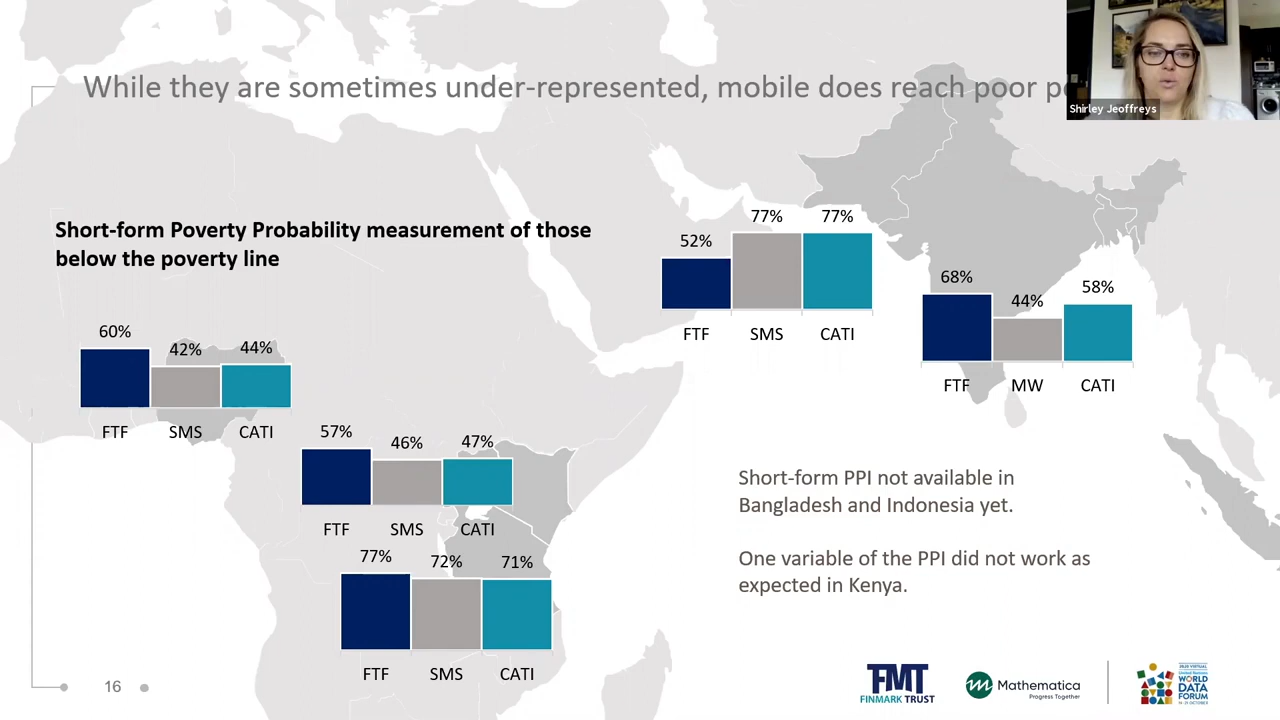 While they are sometimes under-represented, mobile does reach poor
Shirley Jeoffreys
Short-form Poverty Probability measurement of those
below the poverty line
52%
77%
77%
FTF
SMS
CATI
68%
44%
58%
FTF
MW
CATI
60%
42%
44%
FTF
SMS
CATI
57%
46%
47%
FTF
SMS
CATI
77%
72%
71%
FTF
SMS
CATI
Short-form PPI not available in
Bangladesh and Indonesia yet.
One variable of the PPI did not work as
expected in Kenya.
16
FMT
FINMARK TRUST
Mathematica
Progress Together
2020 VIRTUAL
United Nations
WORLD
DATA
FORUM